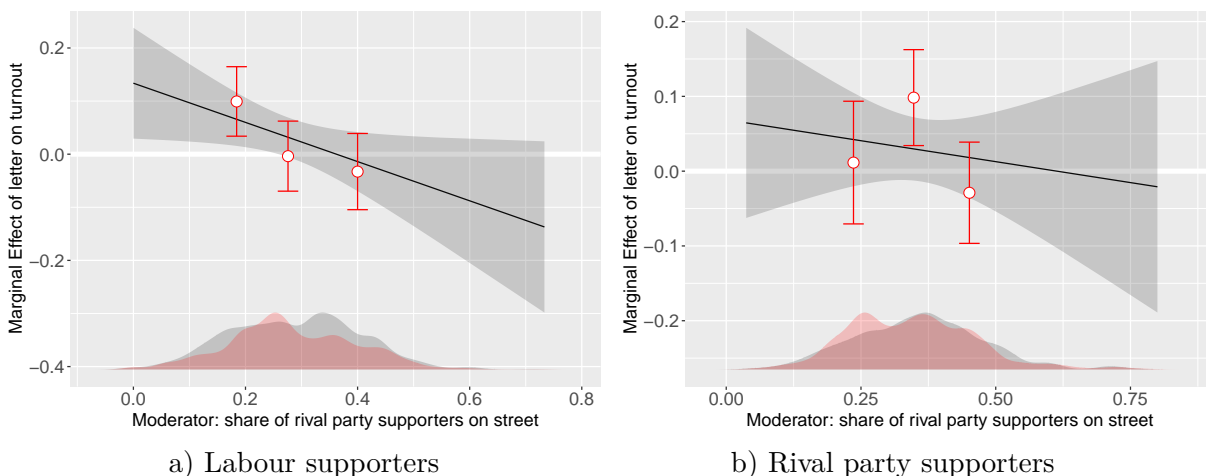 Marginal Effect of letter on turnout
0.2
0.0
−0.2
−0.4
0.0 0.2 0.4 0.6 0.8
Moderator: share of rival party supporters on street
a) Labour supporters
Marginal Effect of letter on turnout
0.2
0.1
0.0
−0.1
−0.2
0.00 0.25 0.50 0.75
Moderator: share of rival party supporters on street
b) Rival party supporters